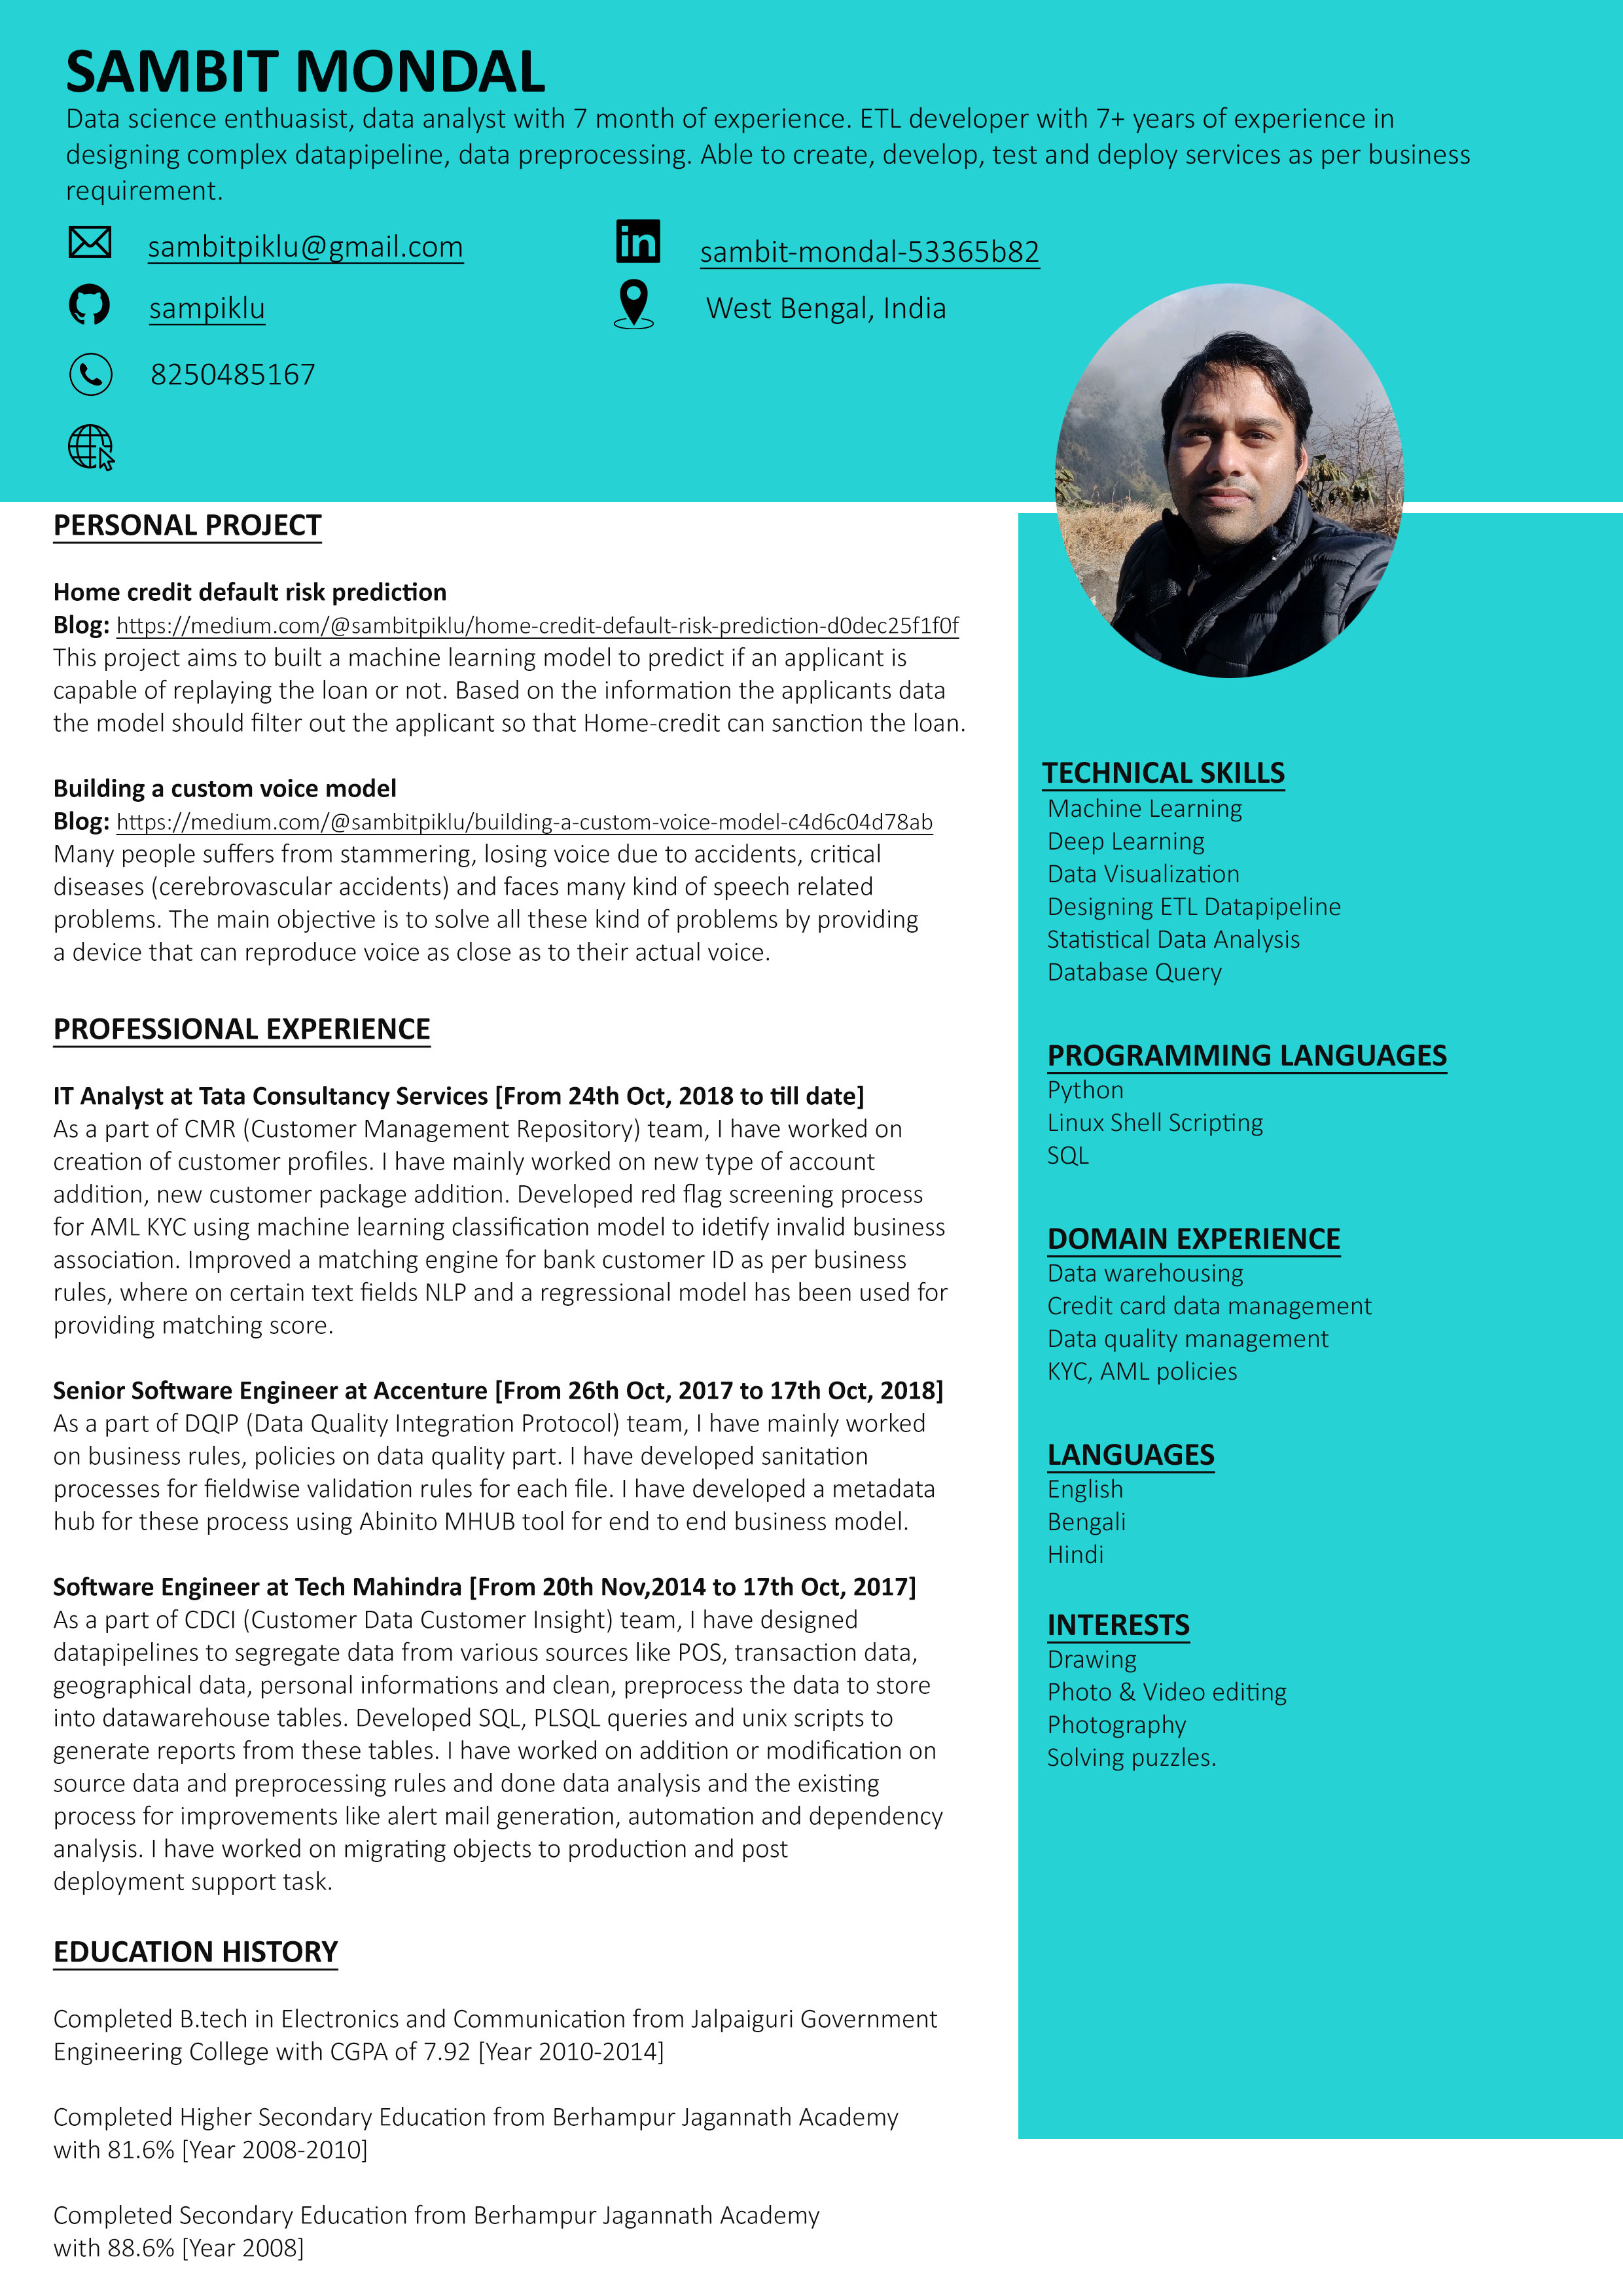 SAMBIT MONDAL
Data science enthuasist, data analyst with 7 month of experience. ETL developer with 7+ years of experience in
designing complex datapipeline, data preprocessing. Able to create, develop, test and deploy services as per business
requirement.
sambitpiklu@gmail.com
sambit-mondal-53365b82
sampiklu
West Bengal, India
8250485167
PERSONAL PROJECT
Home credit default risk prediction
Blog: https://medium.com/@sambitpiklu/home-credit-default-risk-prediction-d0dec25f1f0f
This project aims to built a machine learning model to predict if an applicant is
capable of replaying the loan or not. Based on the information the applicants data
the model should filter out the applicant so that Home-credit can sanction the loan.
Building a custom voice model
Blog: https://medium.com/@sambitpiklu/building-a-custom-voice-model-c4d6c04d78ab
Many people suffers from stammering, losing voice due to accidents, critical
diseases (cerebrovascular accidents) and faces many kind of speech related
problems. The main objective is to solve all these kind of problems by providing
a device that can reproduce voice as close as to their actual voice.
PROFESSIONAL EXPERIENCE
IT Analyst at Tata Consultancy Services [From 24th Oct, 2018 to till date]
As a part of CMR (Customer Management Repository) team, I have worked on
creation of customer profiles. I have mainly worked on new type of account
addition, new customer package addition. Developed red flag screening process
for AML KYC using machine learning classification model to idetify invalid business
association. Improved a matching engine for bank customer ID as per business
rules, where on certain text fields NLP and a regressional model has been used for
providing matching score.
Senior Software Engineer at Accenture [From 26th Oct, 2017 to 17th Oct, 2018]
As a part of DQIP (Data Quality Integration Protocol) team, I have mainly worked
on business rules, policies on data quality part. I have developed sanitation
processes for fieldwise validation rules for each file. I have developed a metadata
hub for these process using Abinito MHUB tool for end to end business model.
Software Engineer at Tech Mahindra [From 20th Nov,2014 to 17th Oct, 2017]
As a part of CDCI (Customer Data Customer Insight) team, I have designed
datapipelines to segregate data from various sources like POS, transaction data,
geographical data, personal informations and clean, preprocess the data to store
into datawarehouse tables. Developed SQL, PLSQL queries and unix scripts to
generate reports from these tables. I have worked on addition or modification on
source data and preprocessing rules and done data analysis and the existing
process for improvements like alert mail generation, automation and dependency
analysis. I have worked on migrating objects to production and post
deployment support task.
EDUCATION HISTORY
Completed B.tech in Electronics and Communication from Jalpaiguri Government
Engineering College with CGPA of 7.92 [Year 2010-2014]
Completed Higher Secondary Education from Berhampur Jagannath Academy
with 81.6% [Year 2008-2010]
Completed Secondary Education from Berhampur Jagannath Academy
with 88.6% [Year 2008]
TECHNICAL SKILLS
Machine Learning
Deep Learning
Data Visualization
Designing ETL Datapipeline
Statistical Data Analysis
Database Query
PROGRAMMING LANGUAGES
Python
Linux Shell Scripting
SQL
DOMAIN EXPERIENCE
Data warehousing
Credit card data management
Data quality management
KYC, AML policies
LANGUAGES
English
Bengali
Hindi
INTERESTS
Drawing
Photo & Video editing
Photography
Solving puzzles.